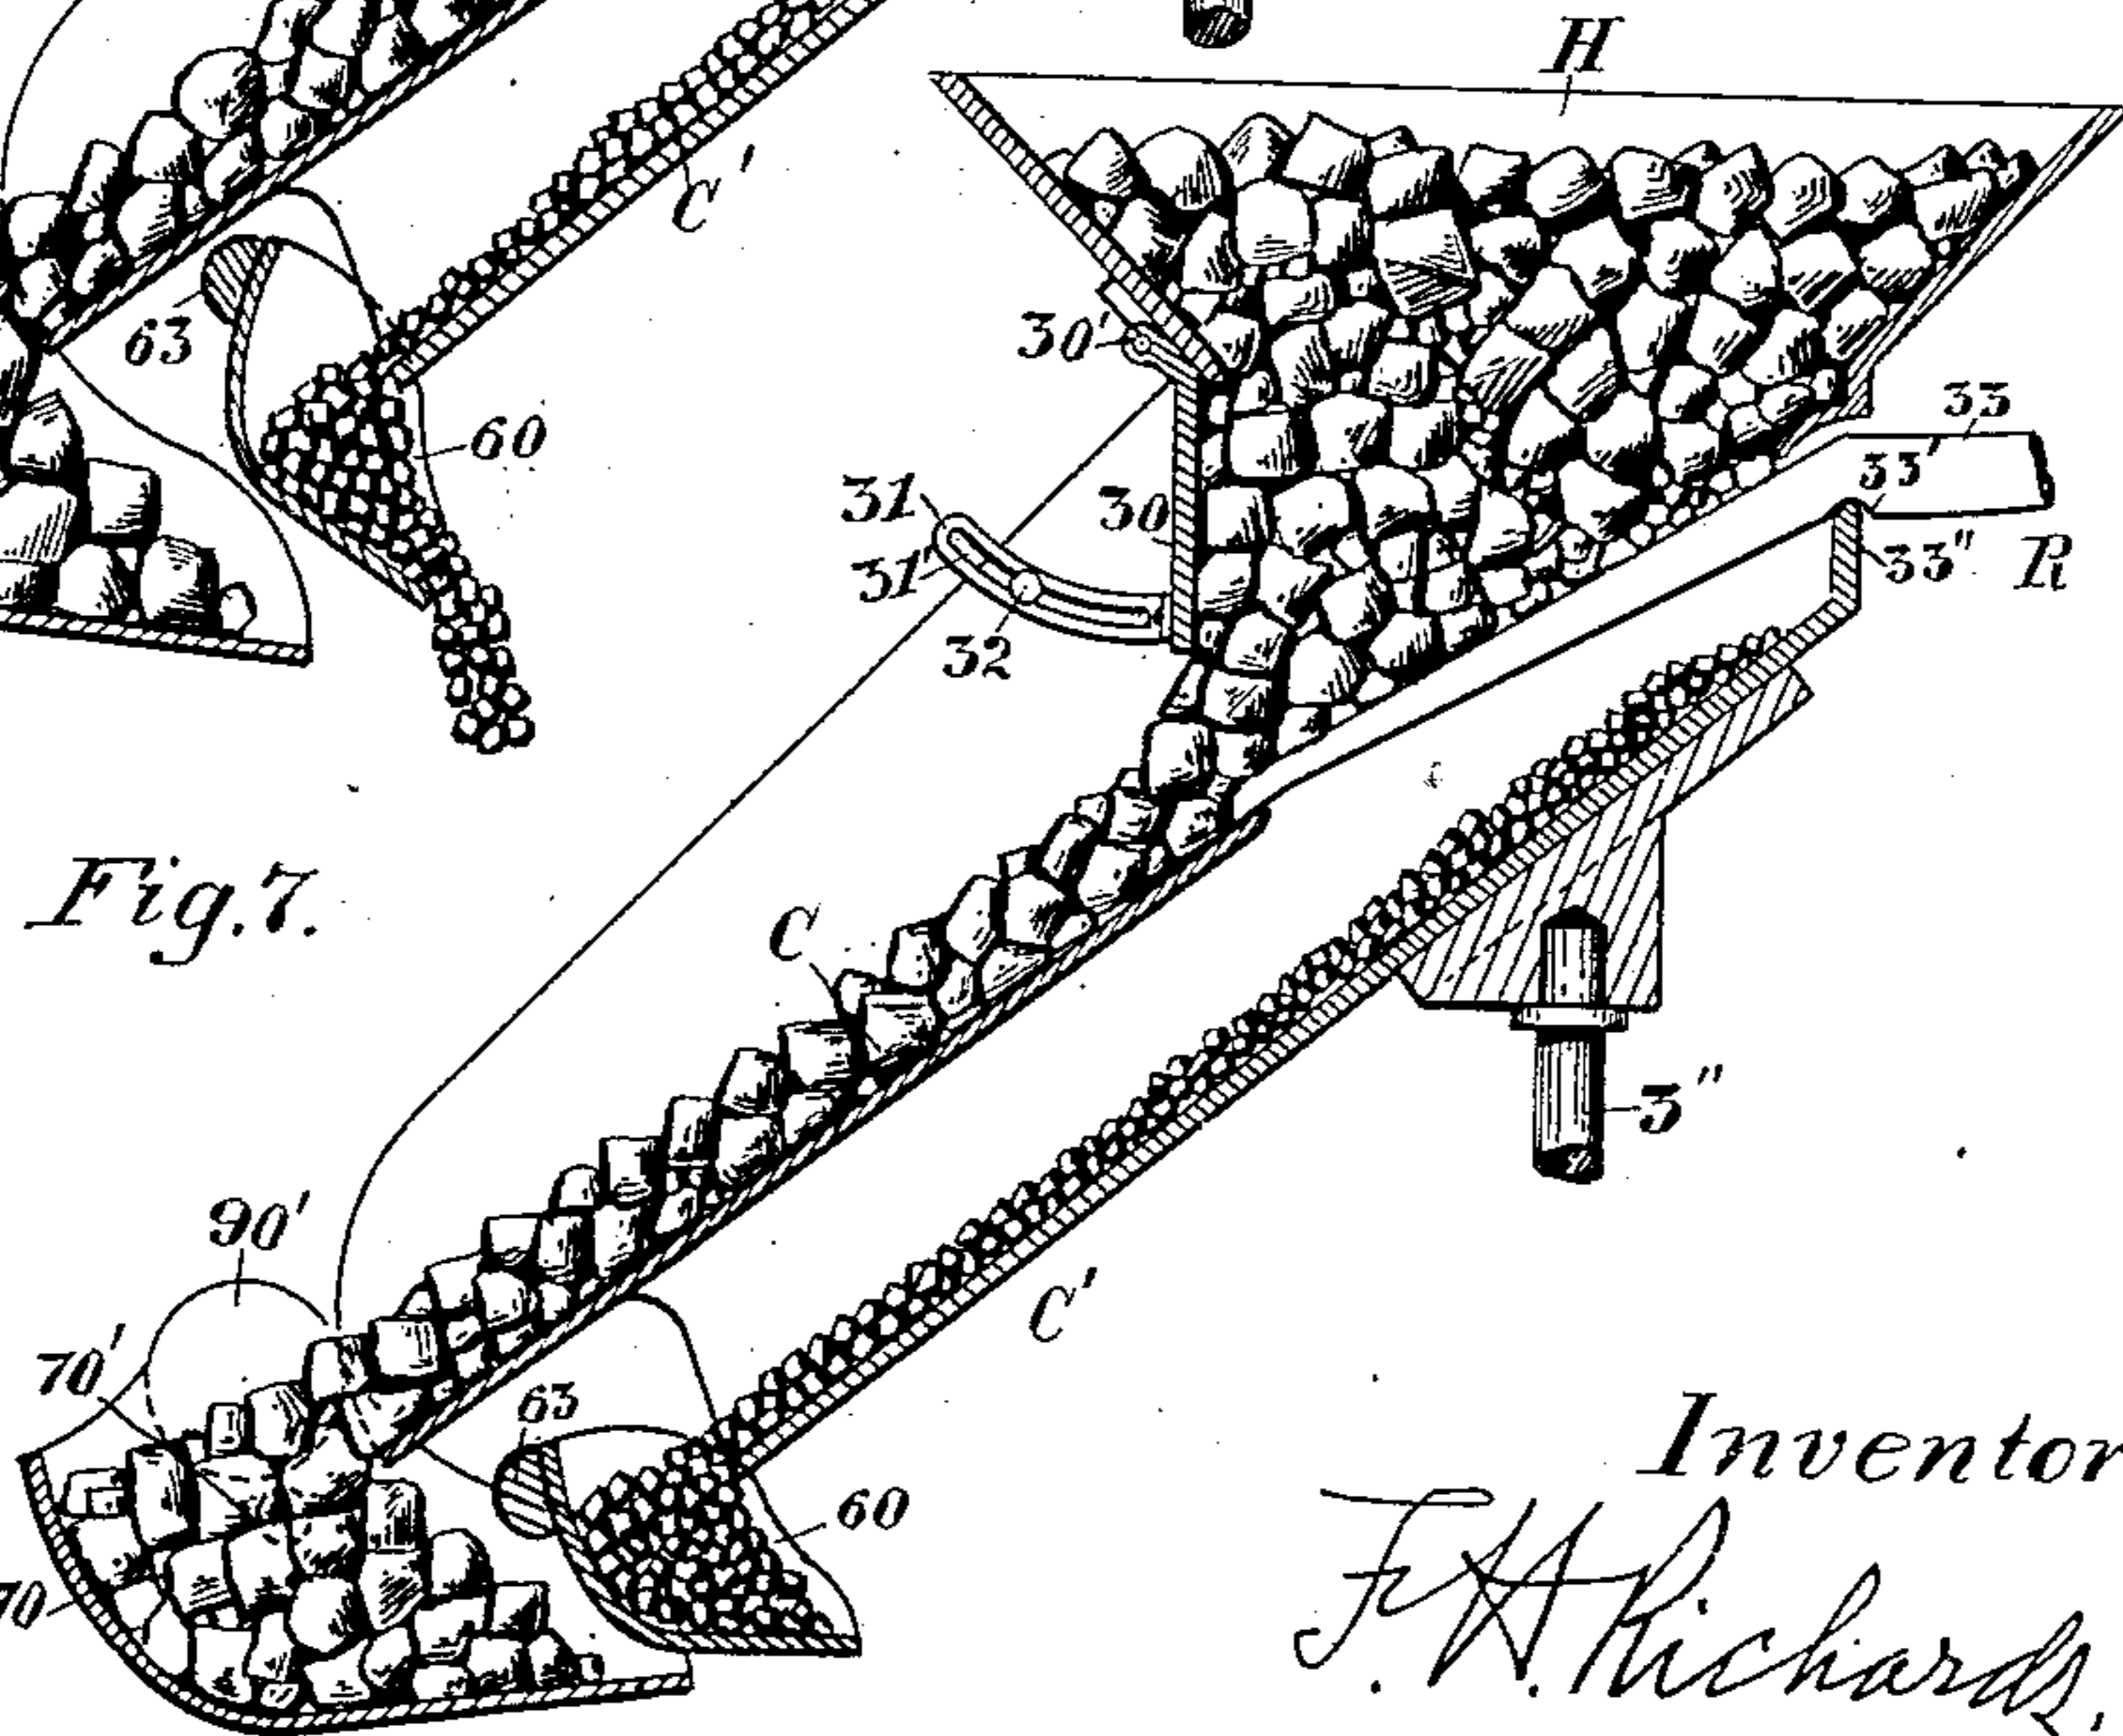 H
C'
63
30'
60
33
31
30
33'
31'
33"
R
32
Fig. 7.
C
3"
90'
C'
70'
63
Inventor
60
F. H. Richards.
70